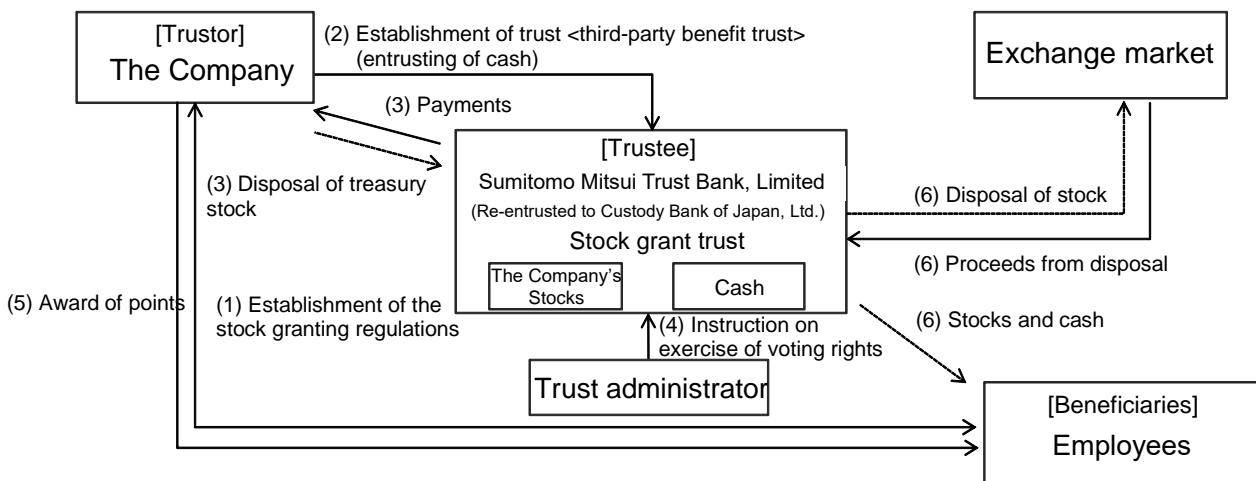 [Trustor]
The Company
(2) Establishment of trust <third-party benefit trust>
(entrusting of cash)
Exchange market
(3) Payments
[Trustee]
Sumitomo Mitsui Trust Bank, Limited
(Re-entrusted to Custody Bank of Japan, Ltd.)
Stock grant trust
The Company's
Stocks
Cash
(3) Disposal of treasury
stock
(6) Disposal of stock
(6) Proceeds from disposal
(5) Award of points
(1) Establishment of the
stock granting regulations
(4) Instruction on
exercise of voting rights
(6) Stocks and cash
Trust administrator
[Beneficiaries]
Employees